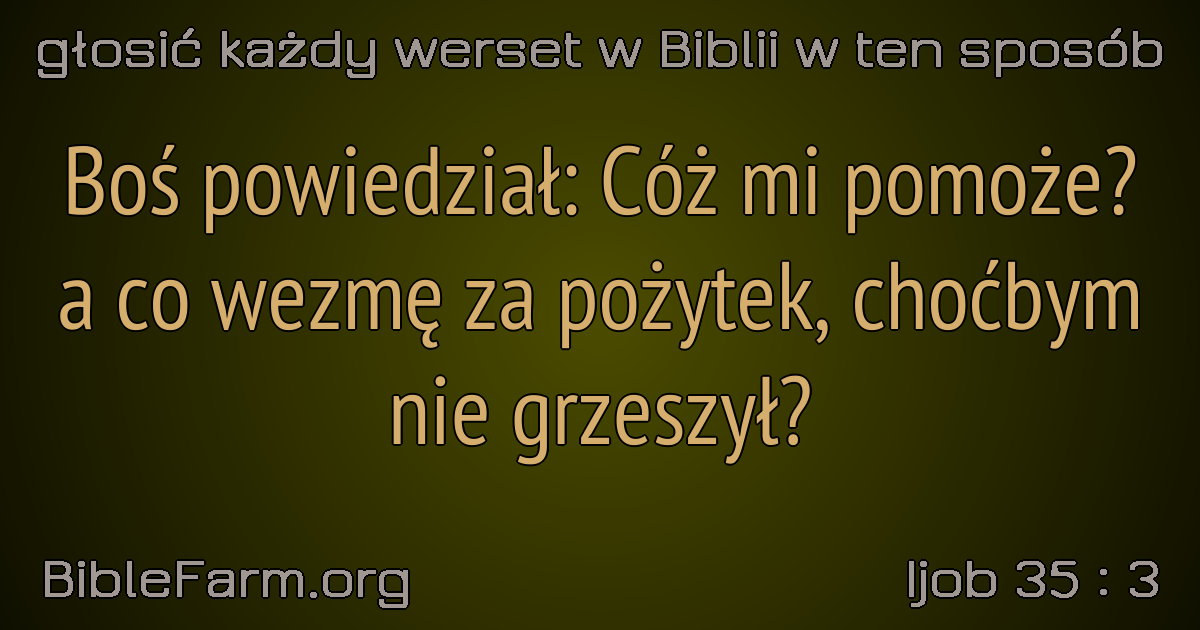 głosić każdy werset w Biblii w ten sposób
Boś powiedział: Cóż mi pomoże?
a co wezmę za pożytek, choćbym
nie grzeszył?
BibleFarm.org
Ijob 35 : 3